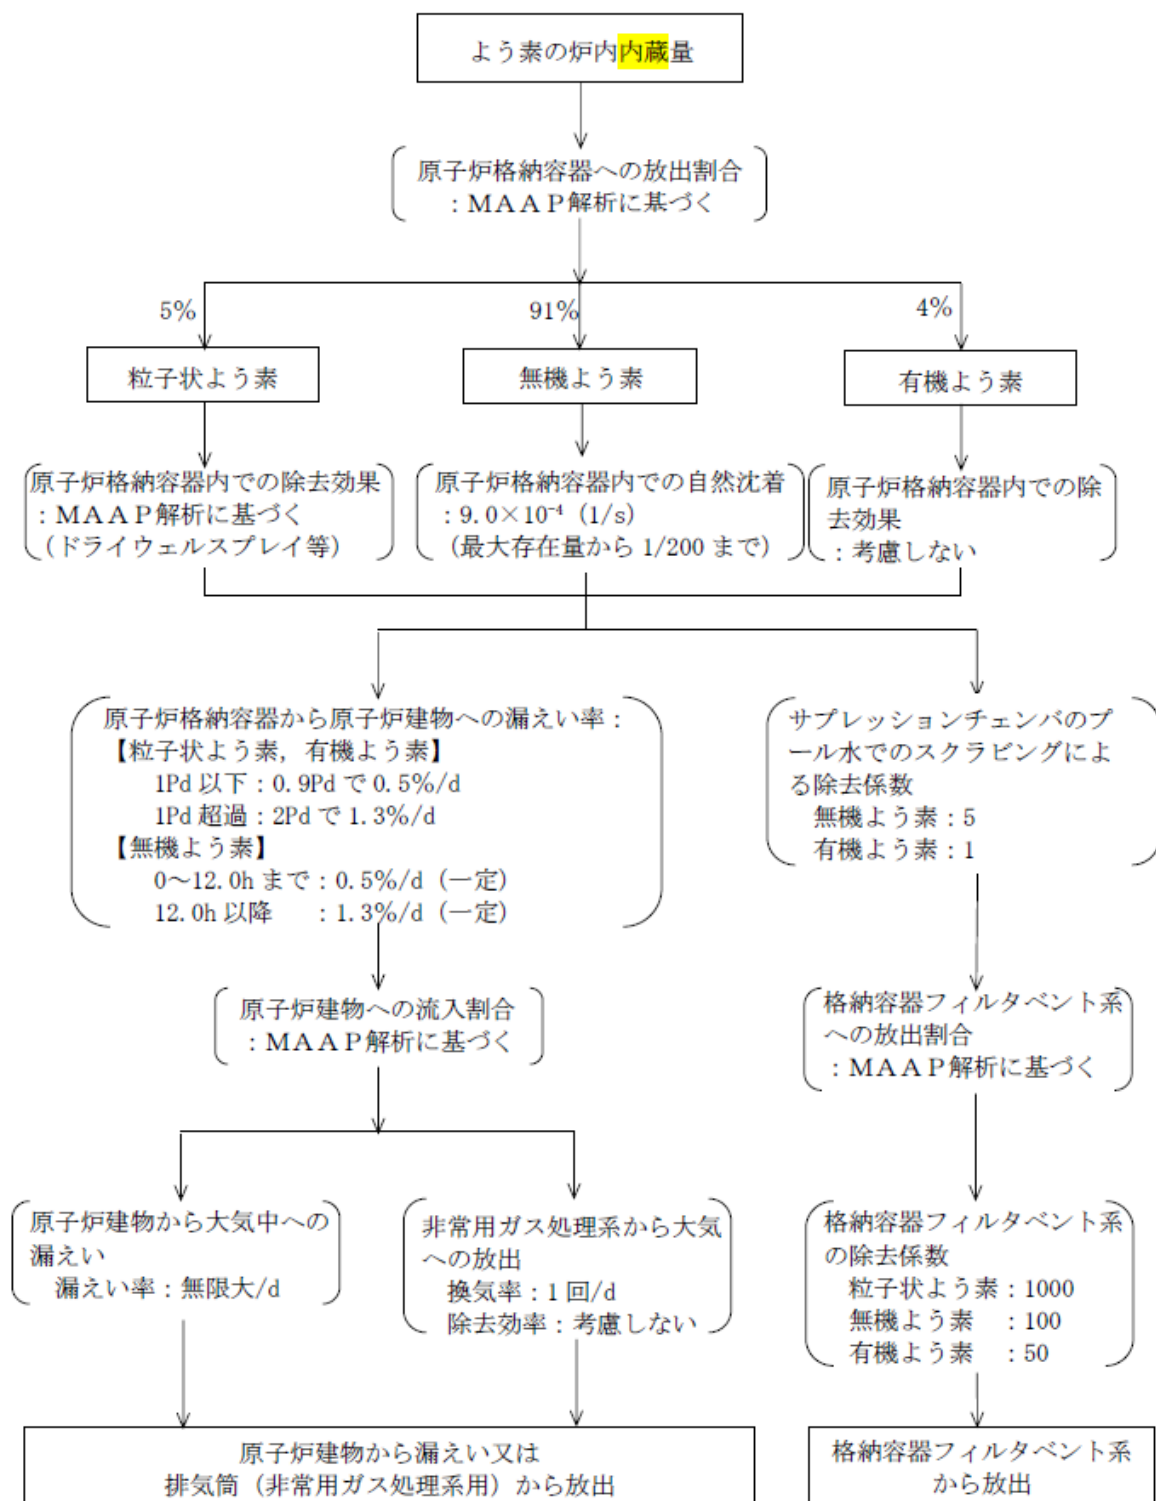 よう素の炉内内蔵量
原子炉格納容器への放出割合
：ＭＡＡＰ解析に基づく
5%
91%
4%
粒子状よう素
無機よう素
有機よう素
原子炉格納容器内での除去効果
：ＭＡＡＰ解析に基づく
（ドライウェルスプレイ等）
原子炉格納容器内での自然沈着
：9.0×10⁻⁴（1/s）
（最大存在量から 1/200 まで）
原子炉格納容器内での除
去効果
：考慮しない
原子炉格納容器から原子炉建物への漏えい率：
【粒子状よう素，有機よう素】
1Pd 以下：0.9Pd で 0.5%/d
1Pd 超過：2Pd で 1.3%/d
【無機よう素】
0～12.0h まで：0.5%/d（一定）
12.0h 以降　　：1.3%/d（一定）
サプレッションチェンバのプ
ール水でのスクラビングによ
る除去係数
無機よう素：5
有機よう素：1
原子炉建物への流入割合
：ＭＡＡＰ解析に基づく
格納容器フィルタベント系
への放出割合
：ＭＡＡＰ解析に基づく
原子炉建物から大気中への
漏えい
漏えい率：無限大/d
非常用ガス処理系から大気
への放出
換気率：1 回/d
除去効率：考慮しない
格納容器フィルタベント系
の除去係数
粒子状よう素：1000
無機よう素　：100
有機よう素　：50
原子炉建物から漏えい又は
排気筒（非常用ガス処理系用）から放出
格納容器フィルタベント系
から放出